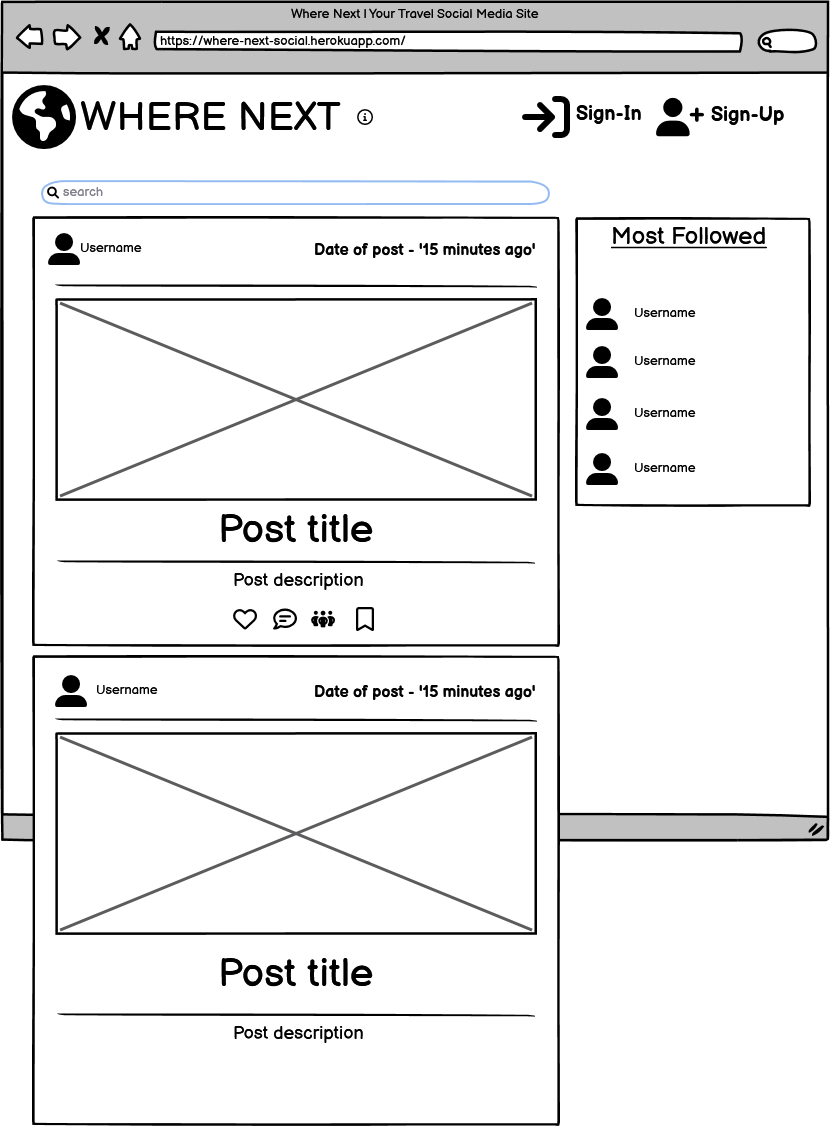 Where Next | Your Travel Social Media Site
https://where-next-social.herokuapp.com/
WHERE NEXT
Sign-In
Sign-Up
search
Username
Date of post - '15 minutes ago'
Post title
Post description
Most Followed
Username
Username
Username
Username
Username
Date of post - '15 minutes ago'
Post title
Post description